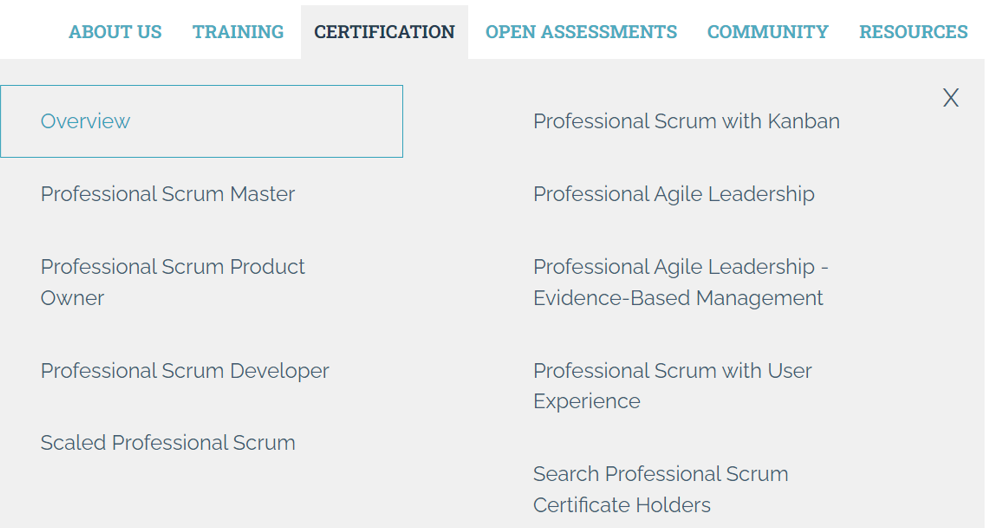 ABOUT US TRAINING CERTIFICATION OPEN ASSESSMENTS COMMUNITY RESOURCES
X
Overview
Professional Scrum Master
Professional Scrum Product
Owner
Professional Scrum Developer
Scaled Professional Scrum
Professional Scrum with Kanban
Professional Agile Leadership
Professional Agile Leadership -
Evidence-Based Management
Professional Scrum with User
Experience
Search Professional Scrum
Certificate Holders